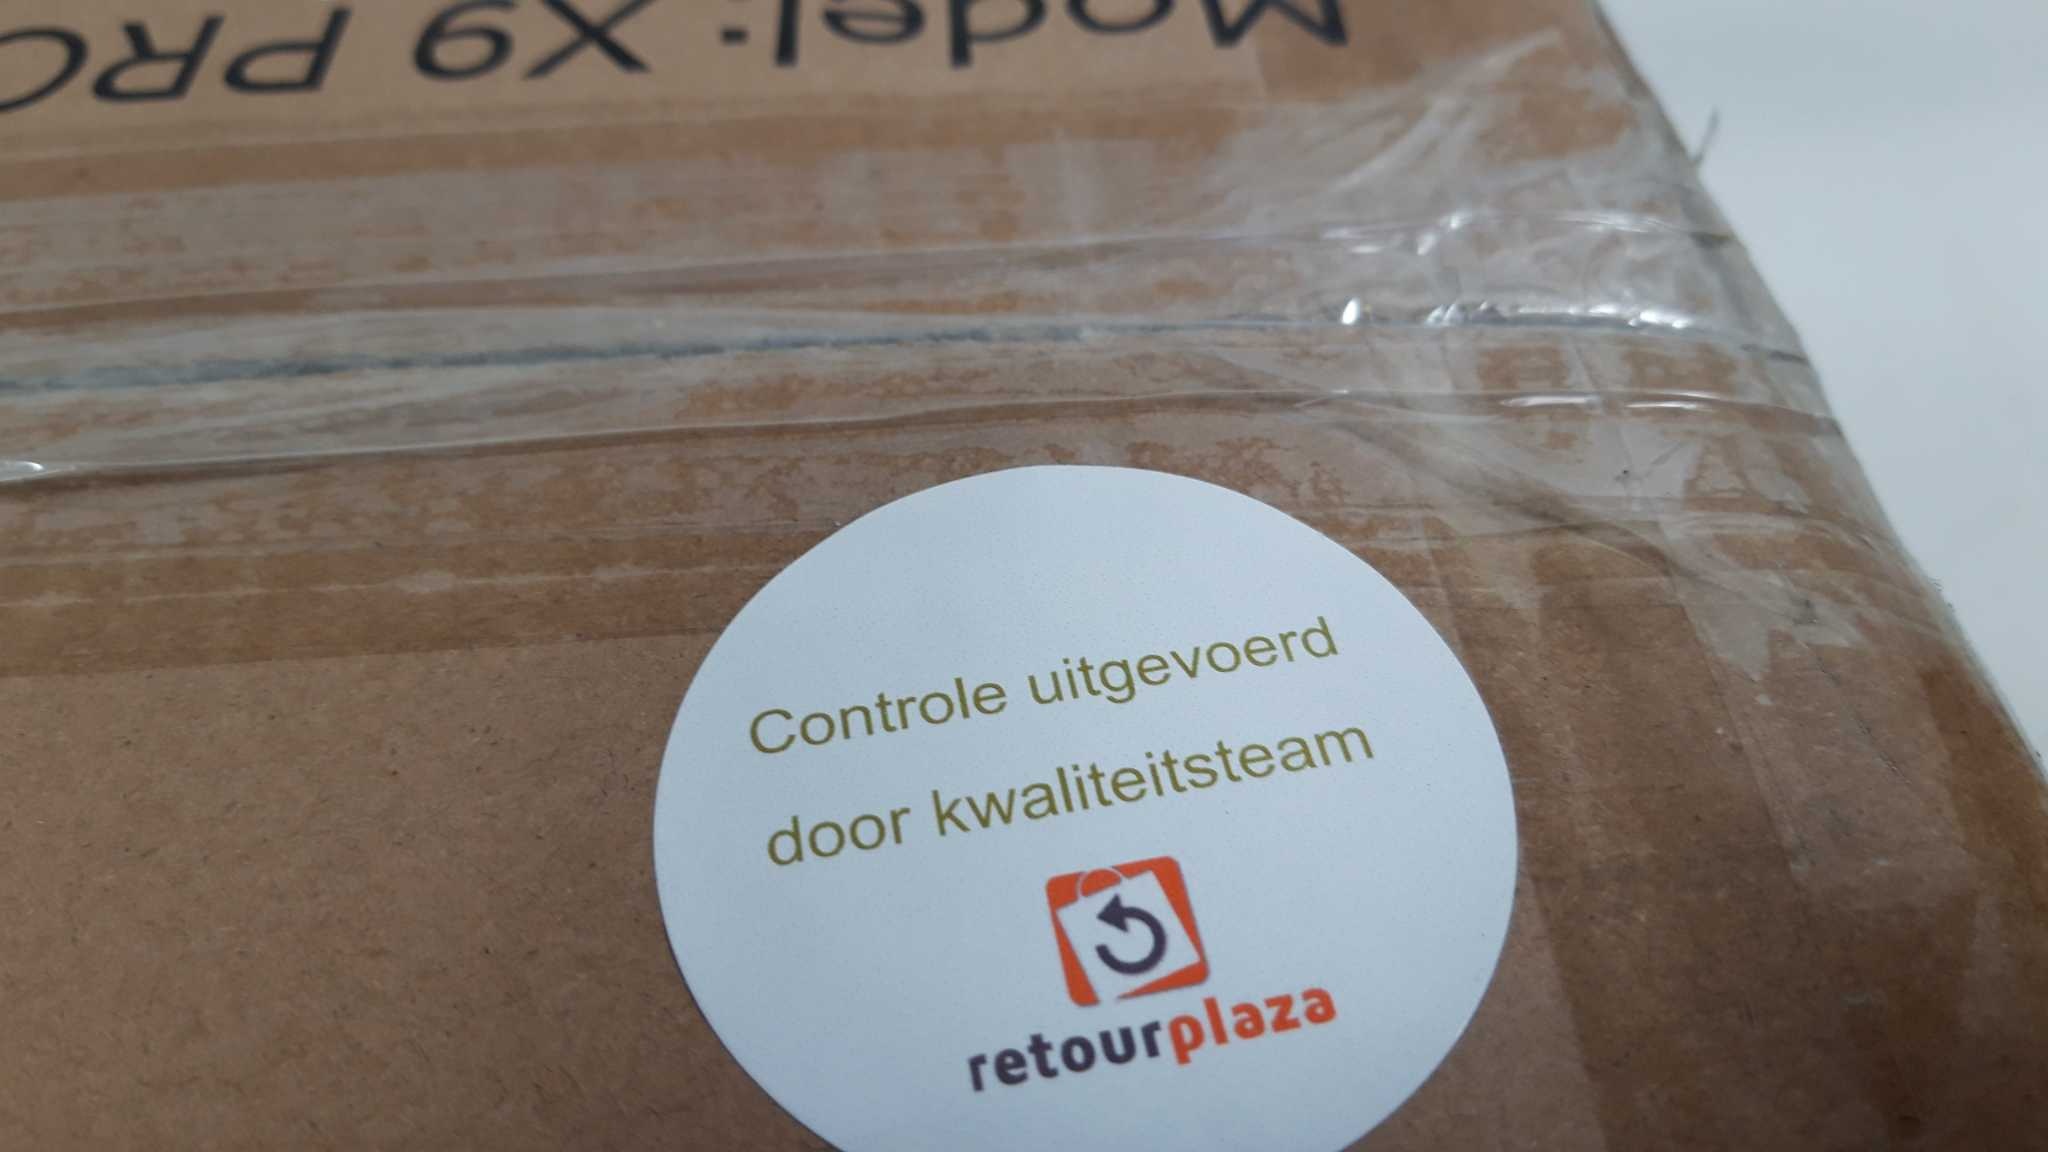 Model: X9 PRO
Controle uitgevoerd
door kwaliteitsteam
retourplaza